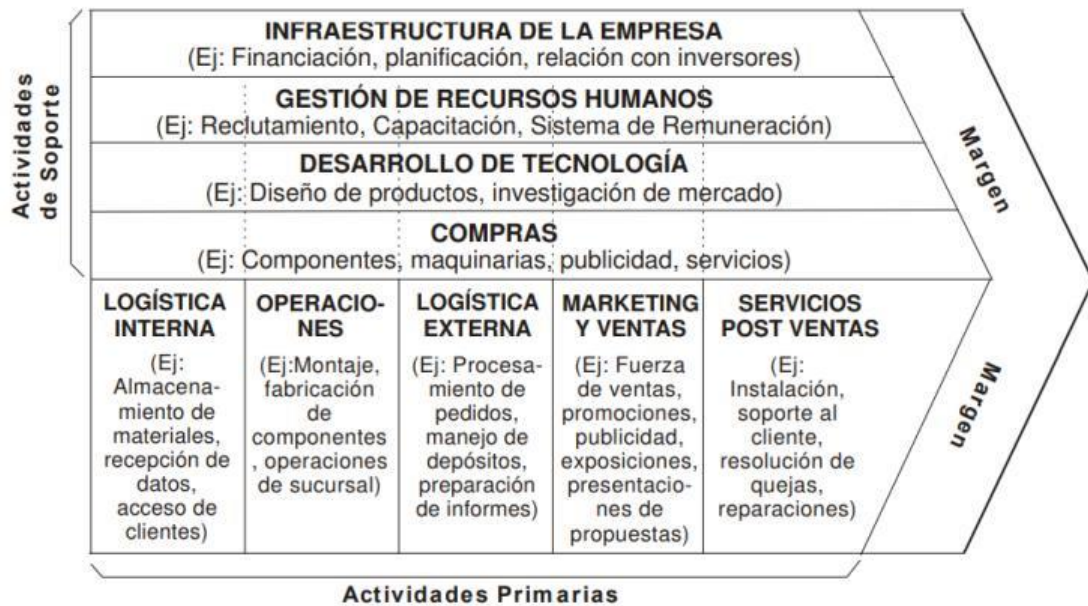 Actividades
de Soporte
INFRAESTRUCTURA DE LA EMPRESA
(Ej: Financiación, planificación, relación con inversores)
GESTIÓN DE RECURSOS HUMANOS
(Ej: Reclutamiento, Capacitación, Sistema de Remuneración)
DESARROLLO DE TECNOLOGÍA
(Ej: Diseño de productos, investigación de mercado)
COMPRAS
(Ej: Componentes, maquinarias, publicidad, servicios)
Margen
LOGÍSTICA
INTERNA
(Ej:
Almacena-
miento de
materiales,
recepción de
datos,
acceso de
clientes)
OPERACIO-
NES
(Ej:Montaje,
fabricación
de
componentes
, operaciones
de sucursal)
LOGÍSTICA
EXTERNA
(Ej: Procesa-
miento de
pedidos,
manejo de
depósitos,
preparación
de informes)
MARKETING
Y VENTAS
(Ej: Fuerza
de ventas,
promociones,
publicidad,
exposiciones,
presentacio-
nes de
propuestas)
SERVICIOS
POST VENTAS
(Ej:
Instalación,
soporte al
cliente,
resolución de
quejas,
reparaciones)
Margen
Actividades Primarias